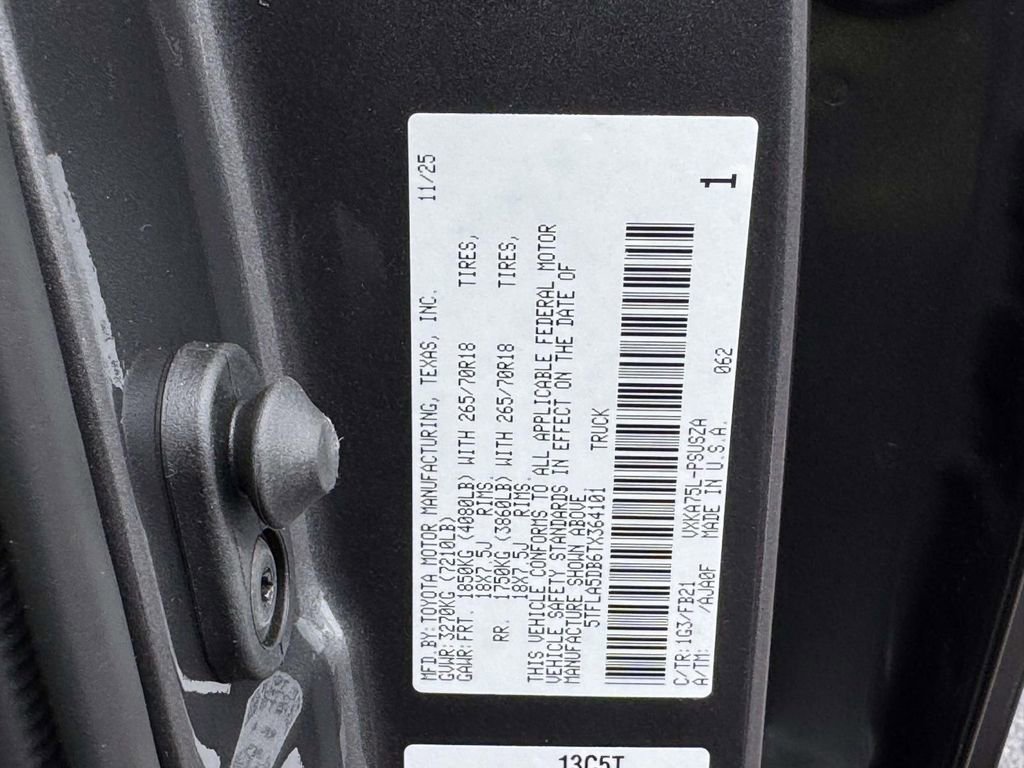 MFD.BY:TOYOTA MOTOR MANUFACTURING, TEXAS, INC. 11/25
GVWR:3270KG (7210LB)
GAWR:FRT. 1850KG (4080LB) WITH 265/70R18 TIRES,
18X7.5J RIMS.
RR. 1750KG (3860LB) WITH 265/70R18 TIRES,
18X7.5J RIMS.
THIS VEHICLE CONFORMS TO ALL APPLICABLE FEDERAL MOTOR
VEHICLE SAFETY STANDARDS IN EFFECT ON THE DATE OF
MANUFACTURE SHOWN ABOVE.
5TFLA5DB6TX364101 TRUCK
C/TR:1G3/FB21 VXKA75L-PSUSZA 062
A/TM: /AJA0F MADE IN U.S.A.
1
13C5T